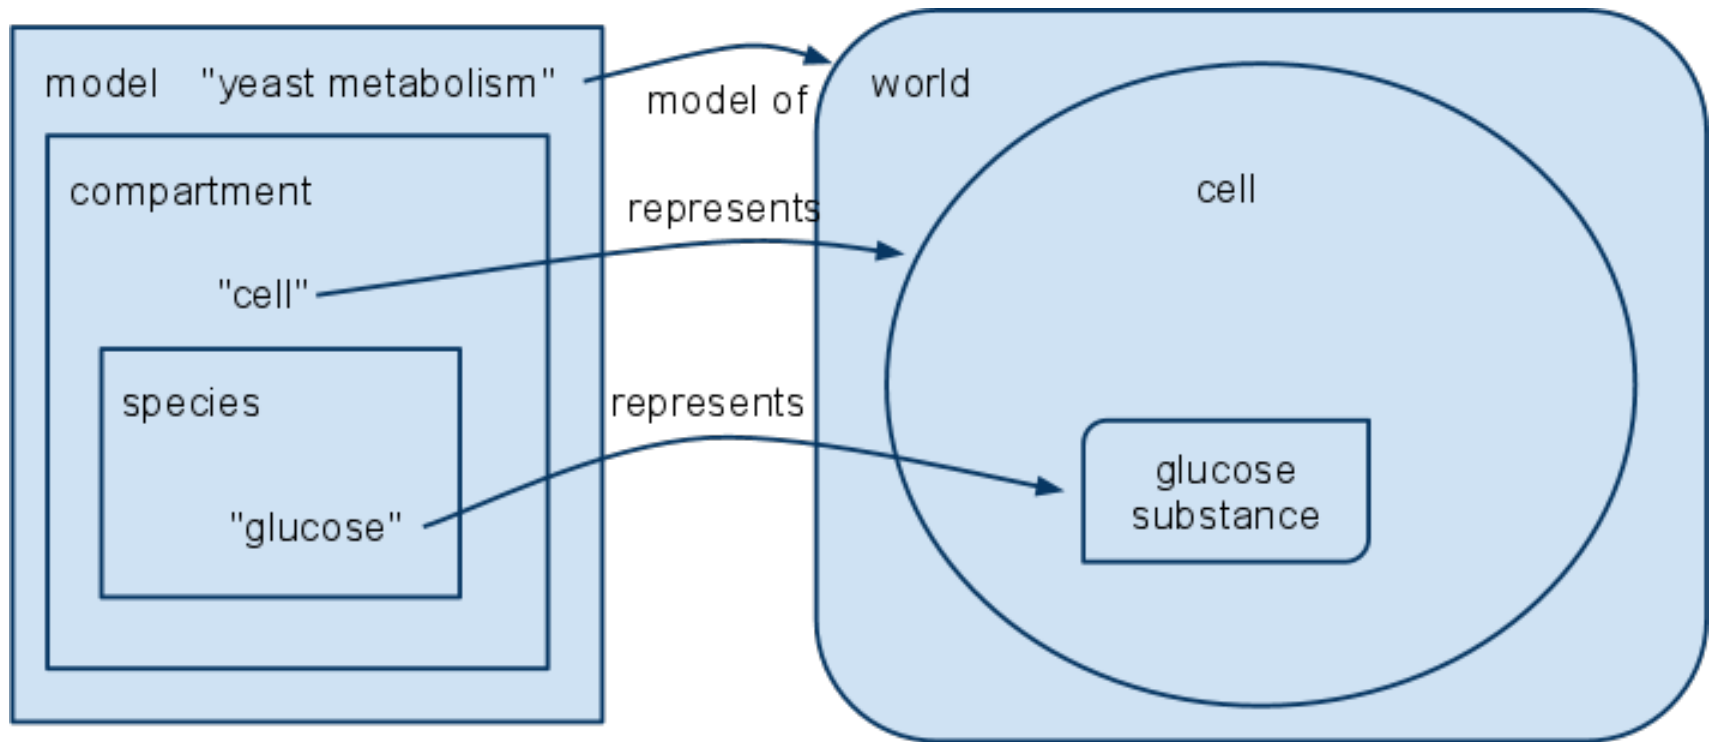 model "yeast metabolism"
model of
world
compartment
represents
cell
"cell"
species
represents
glucose
substance
"glucose"